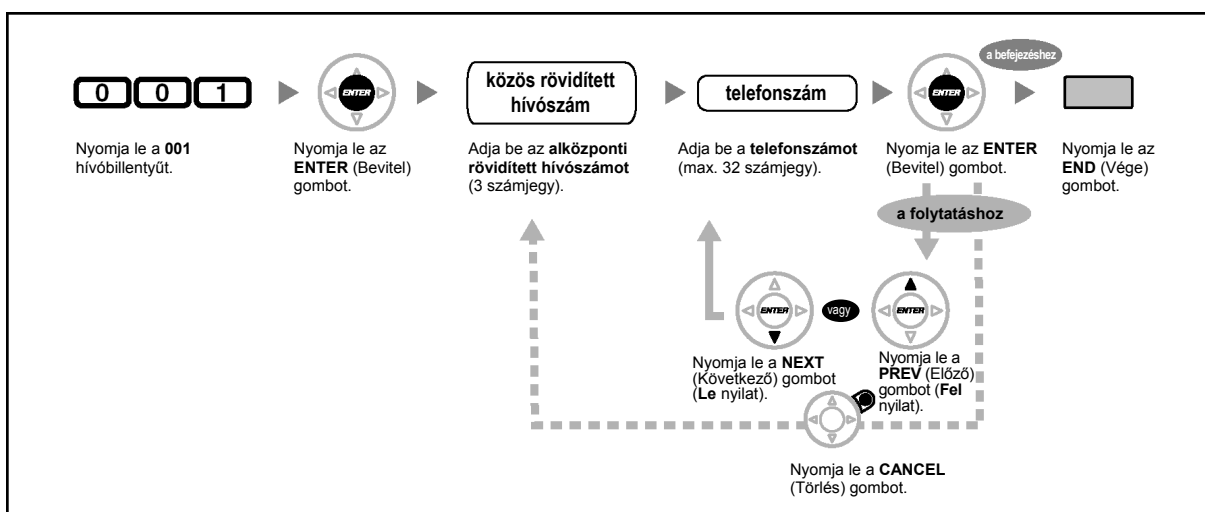 a befejezéshez
0 0 1
ENTER
közös rövidített
hívószám
telefonszám
ENTER
Nyomja le a 001
hívóbillentyűt.
Nyomja le az
ENTER (Bevitel)
gombot.
Adja be az alközponti
rövidített hívószámot
(3 számjegy).
Adja be a telefonszámot
(max. 32 számjegy).
Nyomja le az ENTER
(Bevitel) gombot.
Nyomja le az
END (Vége)
gombot.
a folytatáshoz
ENTER
vagy
ENTER
Nyomja le a NEXT
(Következő) gombot
(Le nyilat).
Nyomja le a
PREV (Előző)
gombot (Fel
nyilat).
Nyomja le a CANCEL
(Törlés) gombot.